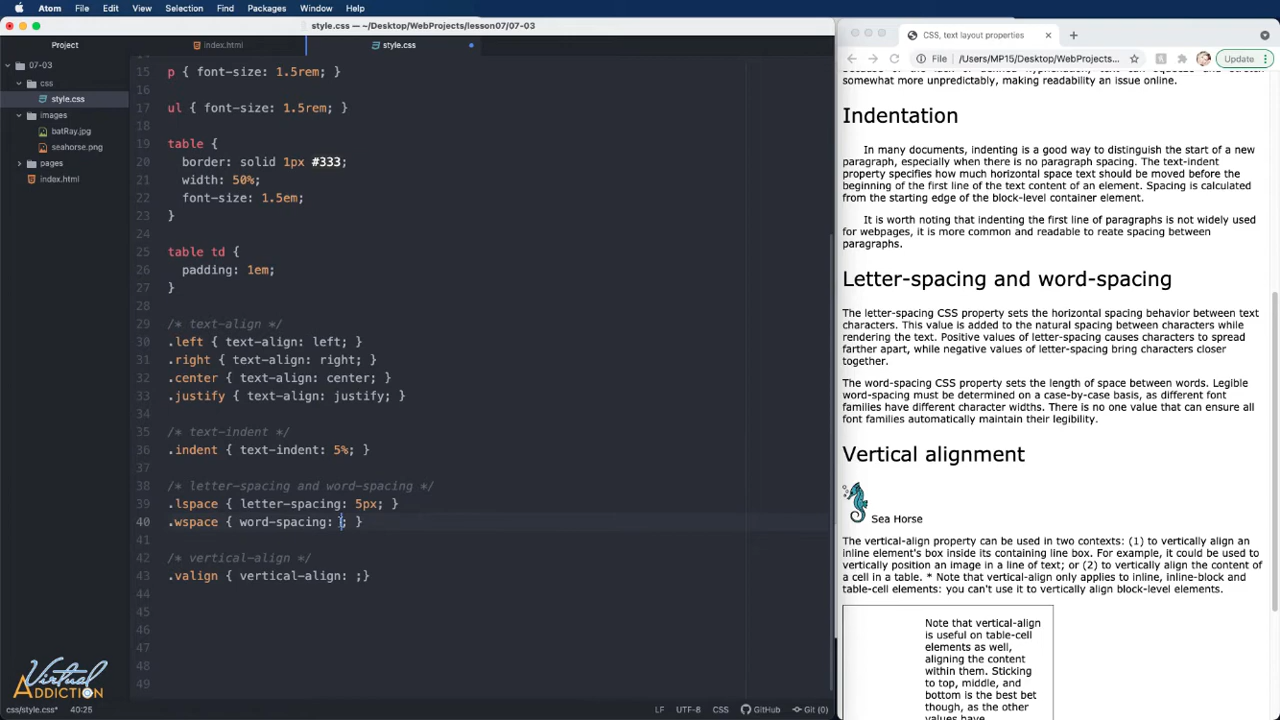 Atom File Edit View Selection Find Packages Window Help
style.css — ~/Desktop/WebProjects/lesson07/07-03
Project
index.html
style.css
07-03
css
style.css
images
batRay.jpg
seahorse.png
pages
index.html
15 p { font-size: 1.5rem; }
16
17 ul { font-size: 1.5rem; }
18
19 table {
20 border: solid 1px #333;
21 width: 50%;
22 font-size: 1.5em;
23 }
24
25 table td {
26 padding: 1em;
27 }
28
29 /* text-align */
30 .left { text-align: left; }
31 .right { text-align: right; }
32 .center { text-align: center; }
33 .justify { text-align: justify; }
34
35 /* text-indent */
36 .indent { text-indent: 5%; }
37
38 /* letter-spacing and word-spacing */
39 .lspace { letter-spacing: 5px; }
40 .wspace { word-spacing: ; }
41
42 /* vertical-align */
43 .valign { vertical-align: ;}
44
45
46
47
48
49
Virtual
ADDICTION
css/style.css* 40:25
LF UTF-8 CSS GitHub Git (0)
CSS, text layout properties
File /Users/MP15/Desktop/WebProjects... Update
somewhat more unpredictably, making readability an issue online.
Indentation
In many documents, indenting is a good way to distinguish the start of a new
paragraph, especially when there is no paragraph spacing. The text-indent
property specifies how much horizontal space text should be moved before the
beginning of the first line of the text content of an element. Spacing is calculated
from the starting edge of the block-level container element.
It is worth noting that indenting the first line of paragraphs is not widely used
for webpages, it is more common and readable to reate spacing between
paragraphs.
Letter-spacing and word-spacing
The letter-spacing CSS property sets the horizontal spacing behavior between text
characters. This value is added to the natural spacing between characters while
rendering the text. Positive values of letter-spacing causes characters to spread
farther apart, while negative values of letter-spacing bring characters closer
together.
The word-spacing CSS property sets the length of space between words. Legible
word-spacing must be determined on a case-by-case basis, as different font
families have different character widths. There is no one value that can ensure all
font families automatically maintain their legibility.
Vertical alignment
Sea Horse
The vertical-align property can be used in two contexts: (1) to vertically align an
inline element's box inside its containing line box. For example, it could be used to
vertically position an image in a line of text; or (2) to vertically align the content of
a cell in a table. * Note that vertical-align only applies to inline, inline-block and
table-cell elements: you can't use it to vertically align block-level elements.
Note that vertical-align
is useful on table-cell
elements as well,
aligning the content
within them. Sticking
to top, middle, and
bottom is the best bet
though, as the other
values have